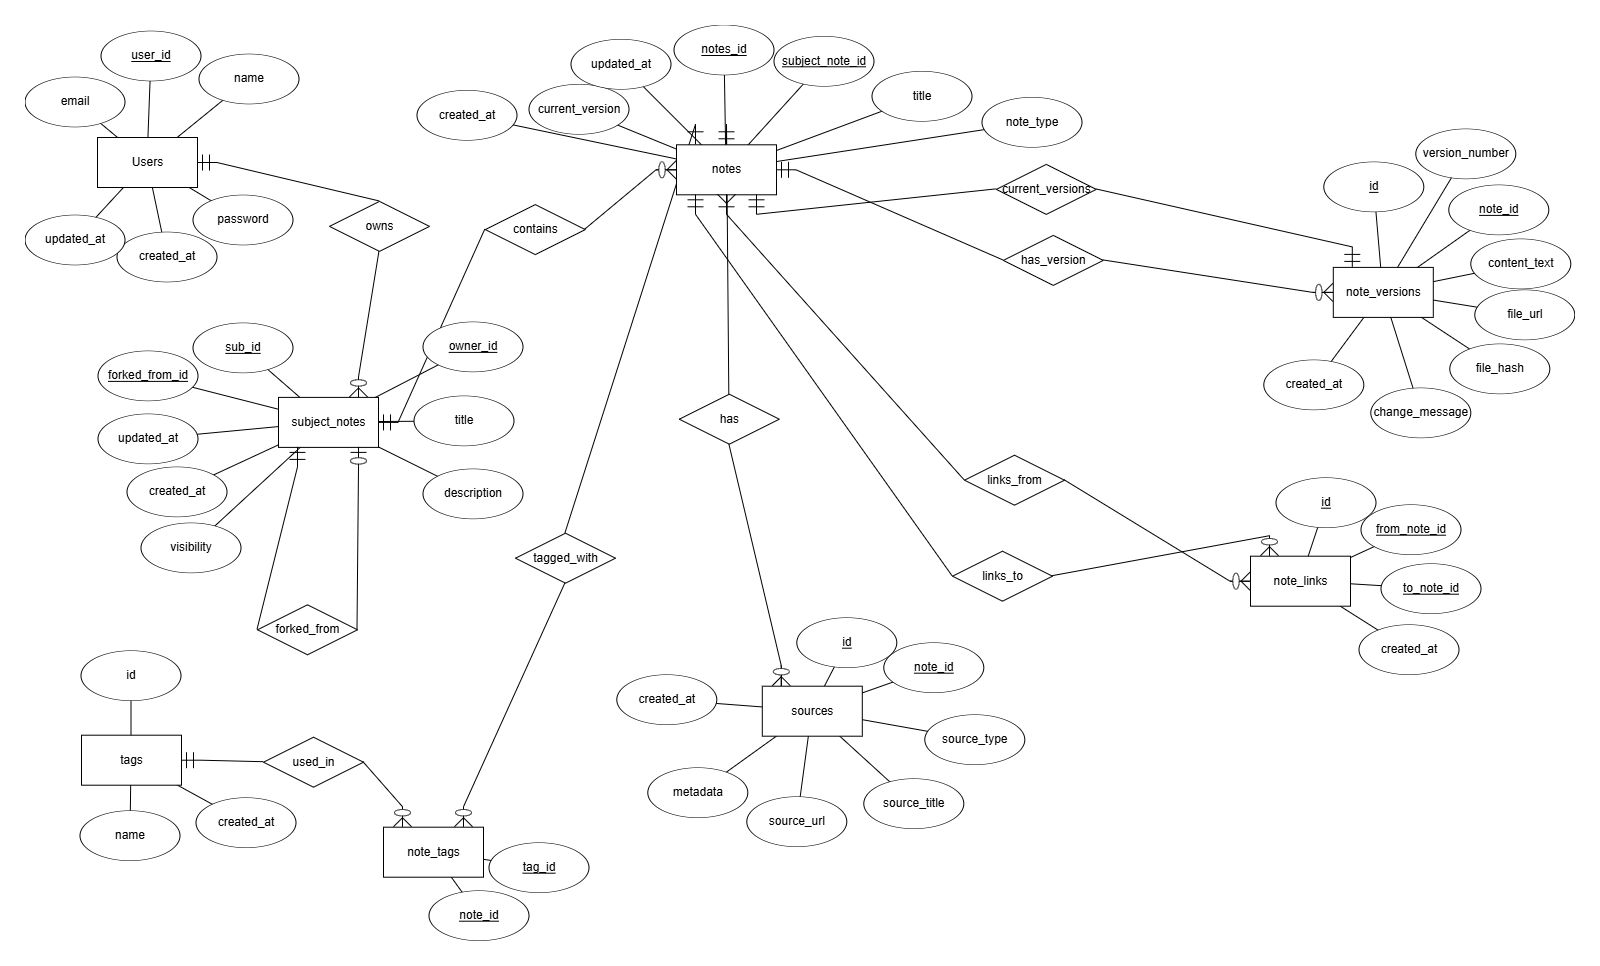 user_id
name
email
Users
password
updated_at
created_at
owns
contains
created_at
current_version
updated_at
notes_id
subject_note_id
title
note_type
notes
current_versions
has_version
version_number
id
note_id
content_text
file_url
file_hash
change_message
created_at
note_versions
sub_id
forked_from_id
owner_id
updated_at
subject_notes
title
created_at
description
visibility
forked_from
has
tagged_with
links_from
links_to
id
from_note_id
note_links
to_note_id
created_at
id
tags
name
created_at
used_in
note_tags
tag_id
note_id
id
note_id
created_at
sources
source_type
metadata
source_url
source_title